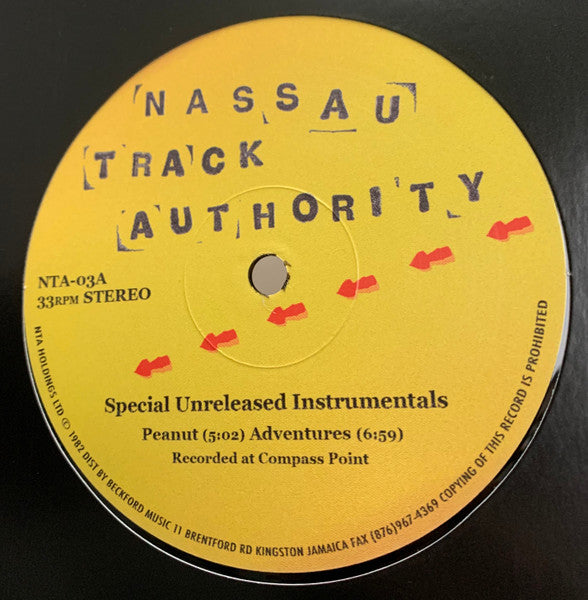 NASSAU
TRACK
AUTHORITY
NTA-03A
33RPM STEREO
Special Unreleased Instrumentals
Peanut (5:02) Adventures (6:59)
Recorded at Compass Point
NTA HOLDINGS LTD © 1982 DIST BY BECKFORD MUSIC 11 BRENTFORD RD KINGSTON JAMAICA FAX (876)967-4369 COPYING OF THIS RECORD IS PROHIBITED